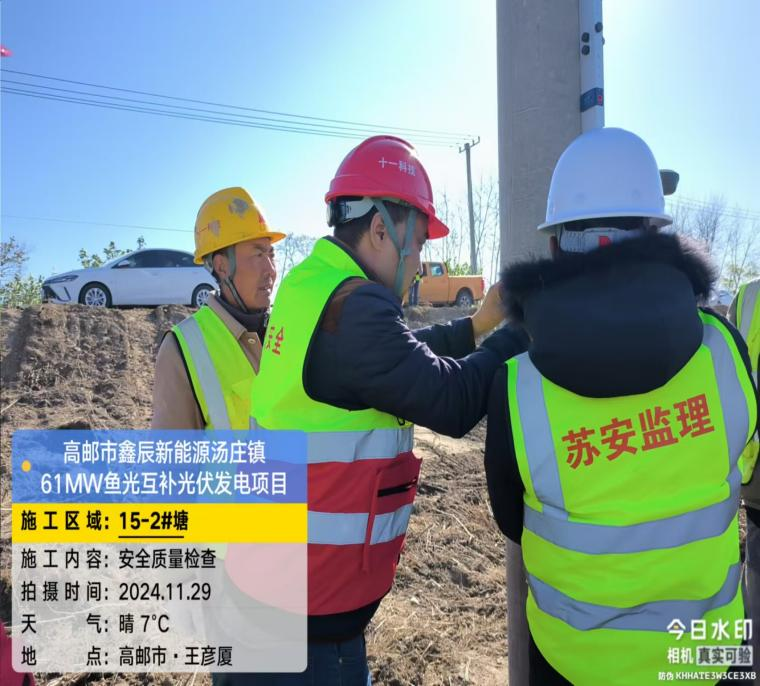 十一科技
安全
苏安监理
高邮市鑫辰新能源汤庄镇
61MW鱼光互补光伏发电项目
施工区域：15-2#塘
施工内容：安全质量检查
拍摄时间：2024.11.29
天气：晴 7℃
地点：高邮市·王彦厦
今日水印
相机真实可验
防伪 KHHATE3W3CE3XB